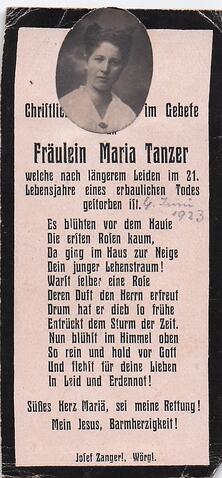 Christlich im Gebete
an
Fräulein Maria Tanzer
welche nach längerem Leiden im 21.
Lebensjahre eines erbaulichen Todes
gestorben ist. 4. Juni
1923
Es blühten vor dem Hause
Die ersten Rosen kaum,
Da ging im Haus zur Neige
Dein junger Lebenstraum!
Warst selber eine Rose
Deren Duft den Herrn erfreut
Drum hat er dich so frühe
Entrückt dem Sturm der Zeit.
Nun blühst im Himmel oben
So rein und hold vor Gott
Und flehst für deine Lieben
In Leid und Erdennot!
Süßes Herz Mariä, sei meine Rettung!
Mein Jesus, Barmherzigkeit!
Josef Zangerl, Wörgl.